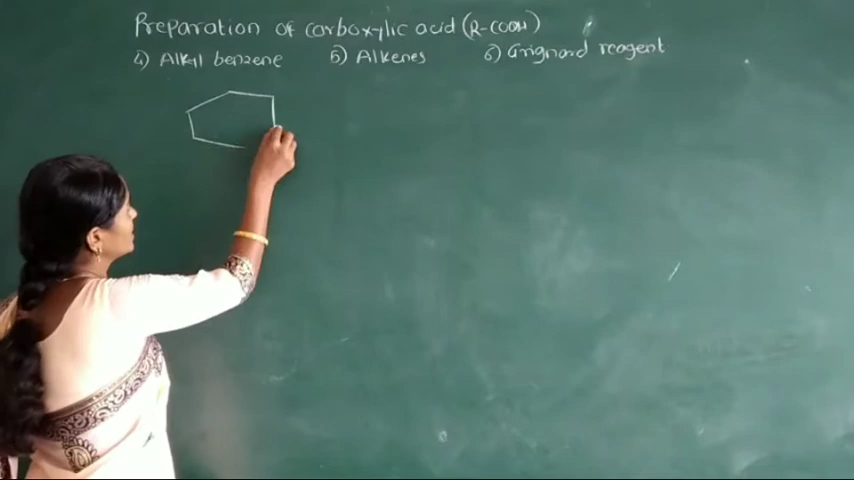 Preparation of carboxylic acid (R-COOH)
4) Alkyl benzene 5) Alkenes 6) Grignard reagent